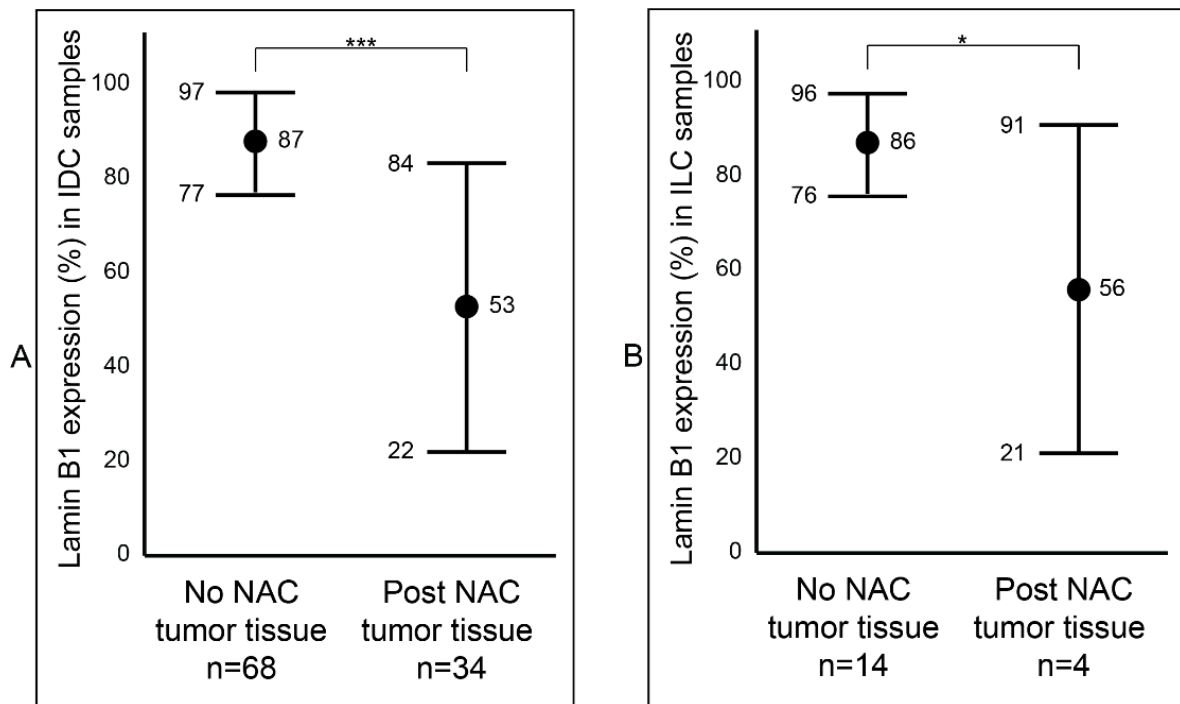 A
Lamin B1 expression (%) in IDC samples
100
80
60
40
20
0
***
97
87
77
84
53
22
No NAC
tumor tissue
n=68
Post NAC
tumor tissue
n=34
B
Lamin B1 expression (%) in ILC samples
100
80
60
40
20
0
*
96
86
76
91
56
21
No NAC
tumor tissue
n=14
Post NAC
tumor tissue
n=4